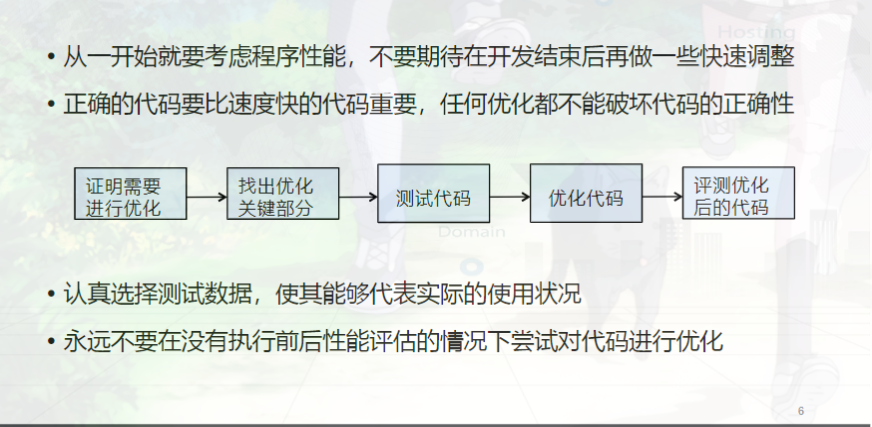 Hosting
• 从一开始就要考虑程序性能，不要期待在开发结束后再做一些快速调整
• 正确的代码要比速度快的代码重要，任何优化都不能破坏代码的正确性
证明需要
进行优化
找出优化
关键部分
测试代码
优化代码
评测优化
后的代码
Domain
• 认真选择测试数据，使其能够代表实际的使用状况
• 永远不要在没有执行前后性能评估的情况下尝试对代码进行优化
6